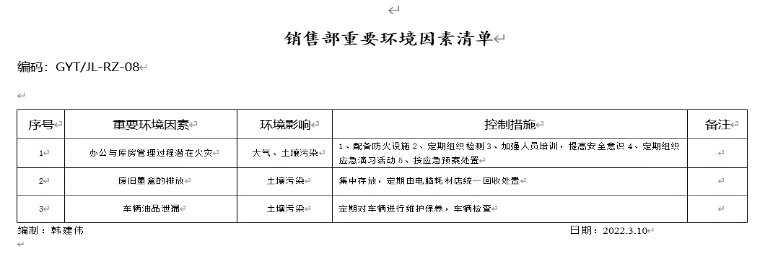 销售部重要环境因素清单
编码：GYT/JL-RZ-08
序号 重要环境因素 环境影响 控制措施 备注
1 办公与库房管理过程潜在火灾 大气、土壤污染 1、配备防火设施 2、定期组织检测 3、加强人员培训，提高安全意识 4、定期组织
应急演习活动 5、按应急预案处置
2 废旧墨盒的排放 土壤污染 集中存放，定期由电脑耗材店统一回收处置
3 车辆油品泄漏 土壤污染 定期对车辆进行维护保养，车辆检查
编制：韩建伟 日期：2022.3.10